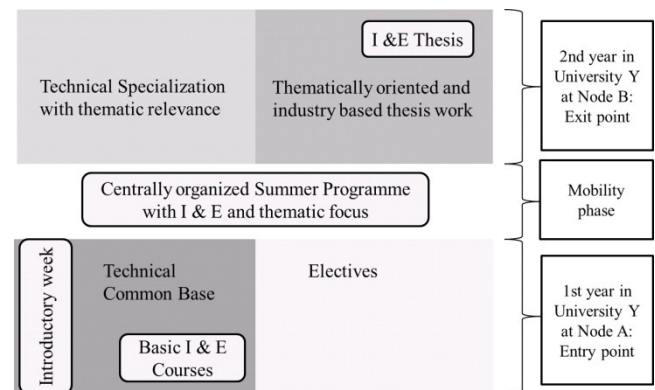 I &E Thesis
Technical Specialization
with thematic relevance
Thematically oriented and
industry based thesis work
2nd year in
University Y
at Node B:
Exit point
Centrally organized Summer Programme
with I & E and thematic focus
Mobility
phase
Introductory week
Technical
Common Base
Basic I & E
Courses
Electives
1st year in
University Y
at Node A:
Entry point